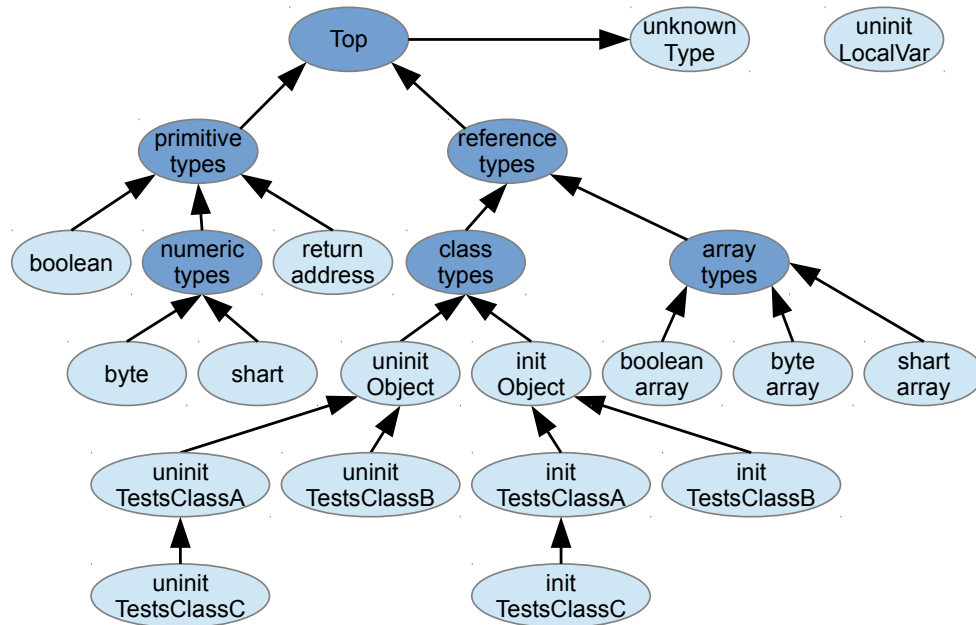 Top
unknown
Type
uninit
LocalVar
primitive
types
reference
types
boolean
numeric
types
return
address
class
types
array
types
byte
shart
uninit
Object
init
Object
boolean
array
byte
array
shart
array
uninit
TestsClassA
uninit
TestsClassB
init
TestsClassA
init
TestsClassB
uninit
TestsClassC
init
TestsClassC